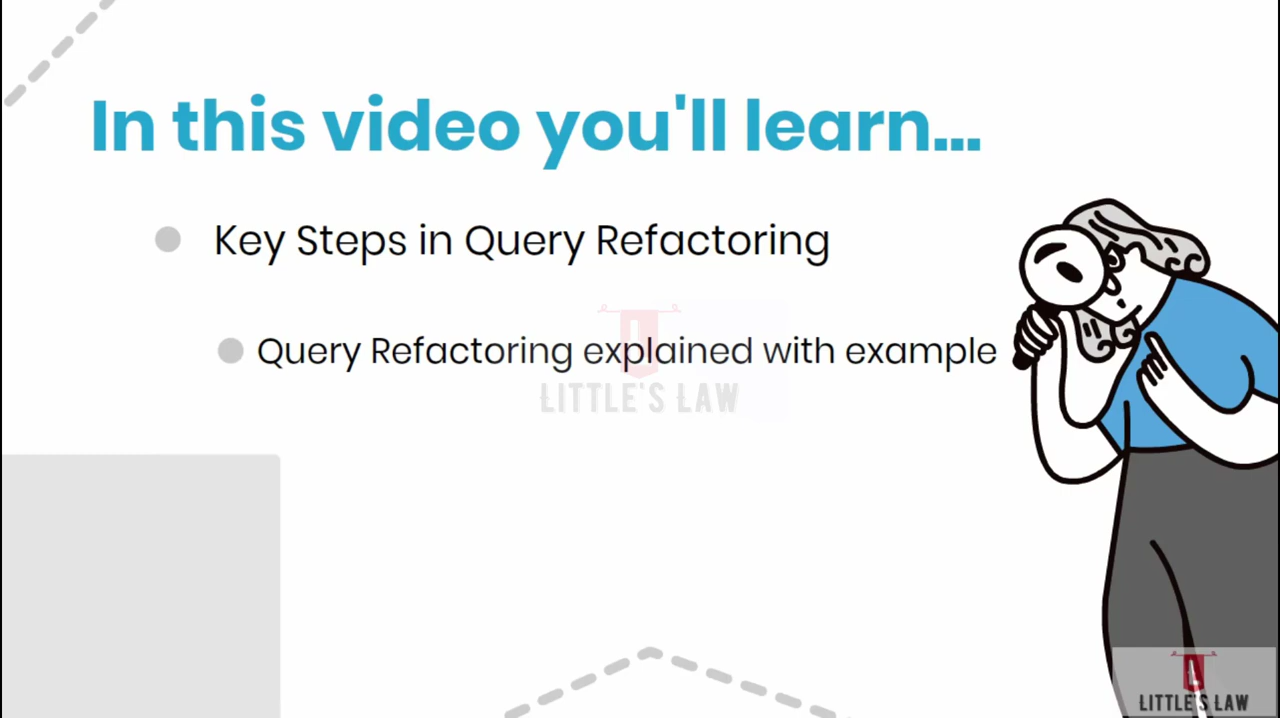 In this video you'll learn...
Key Steps in Query Refactoring
Query Refactoring explained with example
L
LITTLE'S LAW
L
LITTLE'S LAW